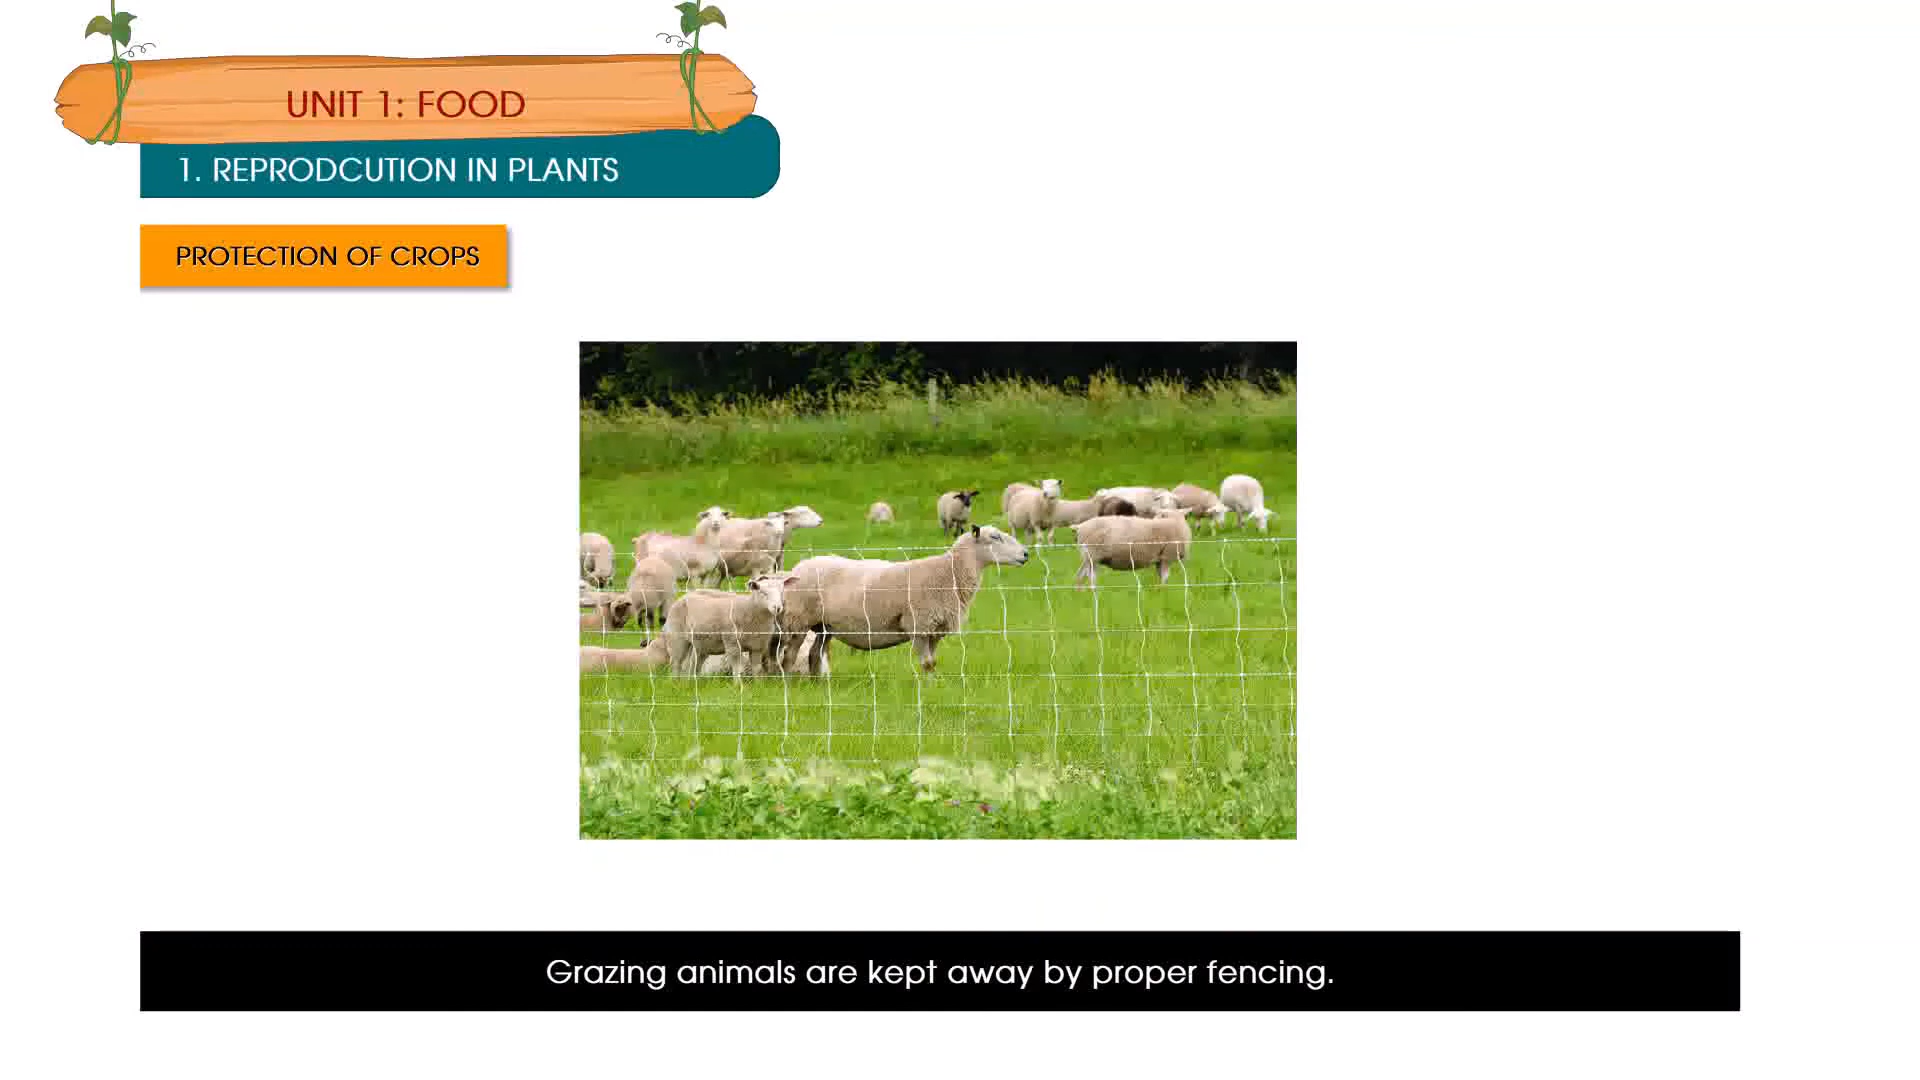 UNIT 1: FOOD
1. REPRODCUTION IN PLANTS
PROTECTION OF CROPS
Grazing animals are kept away by proper fencing.